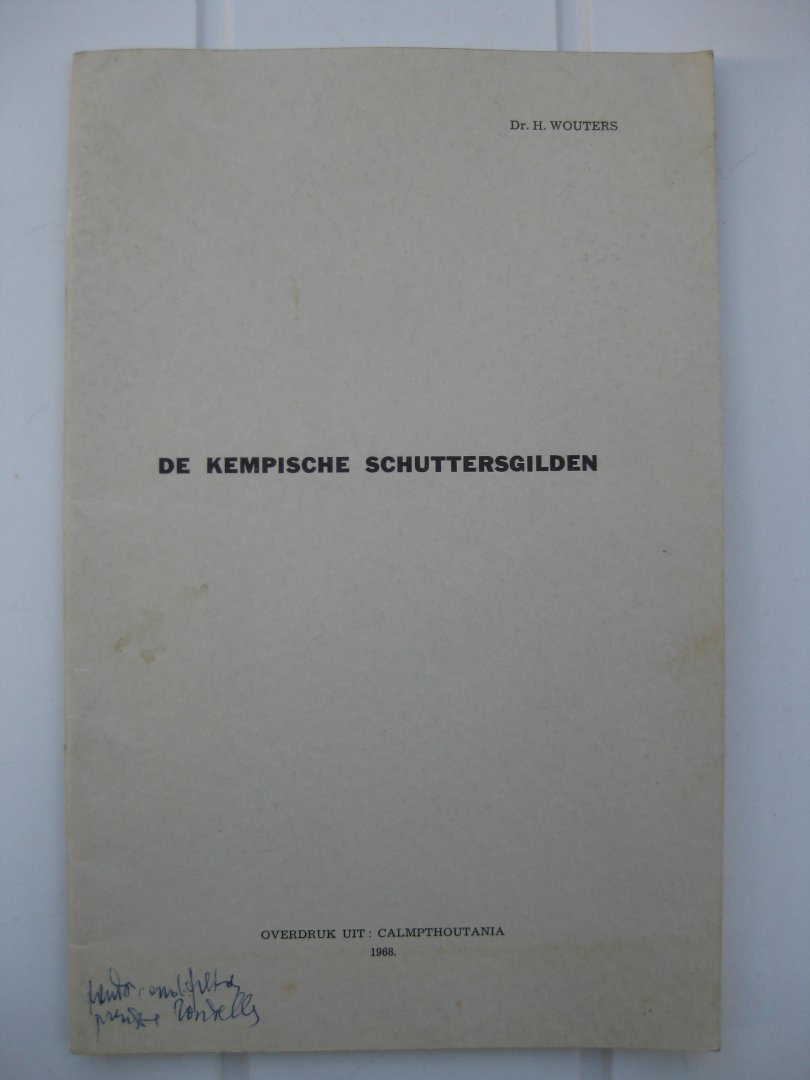 Dr. H. WOUTERS
DE KEMPISCHE SCHUTTERSGILDEN
OVERDRUK UIT : CALMPTHOUTANIA
1968.